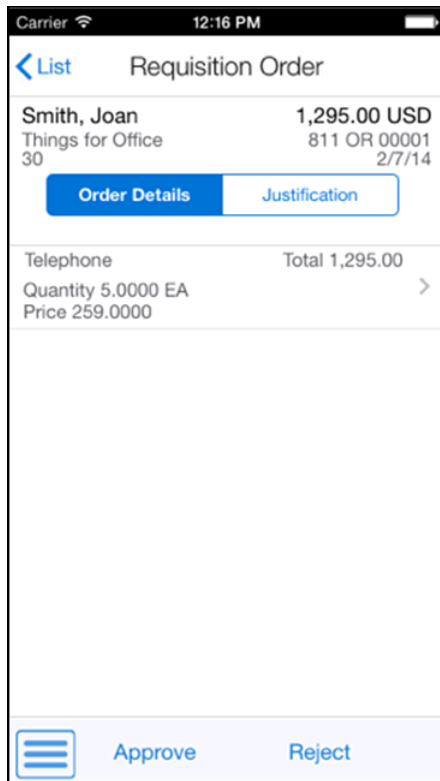 Carrier 12:16 PM
List Requisition Order
Smith, Joan 1,295.00 USD
Things for Office 811 OR 00001
30 2/7/14
Order Details Justification
Telephone Total 1,295.00
Quantity 5.0000 EA
Price 259.0000
Approve Reject